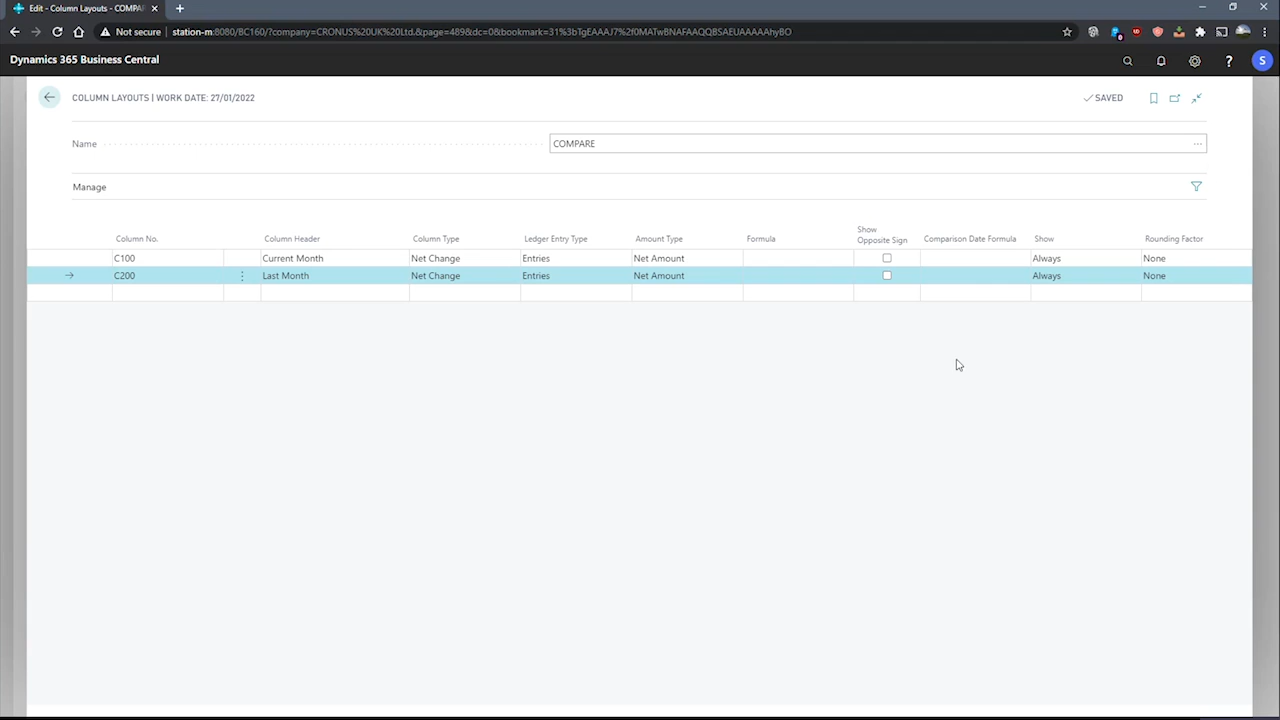 Edit - Column Layouts - COMPAR
Not secure
station-m:8080/BC160/?company=CRONUS%20UK%20Ltd.&page=489&dc=0&bookmark=31%3bTgEAAAJ7%2f0MATwBNAFAAQQBSAEUAAAAAhyBO
Dynamics 365 Business Central
? S
COLUMN LAYOUTS | WORK DATE: 27/01/2022
SAVED
Name COMPARE
Manage
Column No. Column Header Column Type Ledger Entry Type Amount Type Formula Show Opposite Sign Comparison Date Formula Show Rounding Factor
C100 Current Month Net Change Entries Net Amount Always None
C200 Last Month Net Change Entries Net Amount Always None